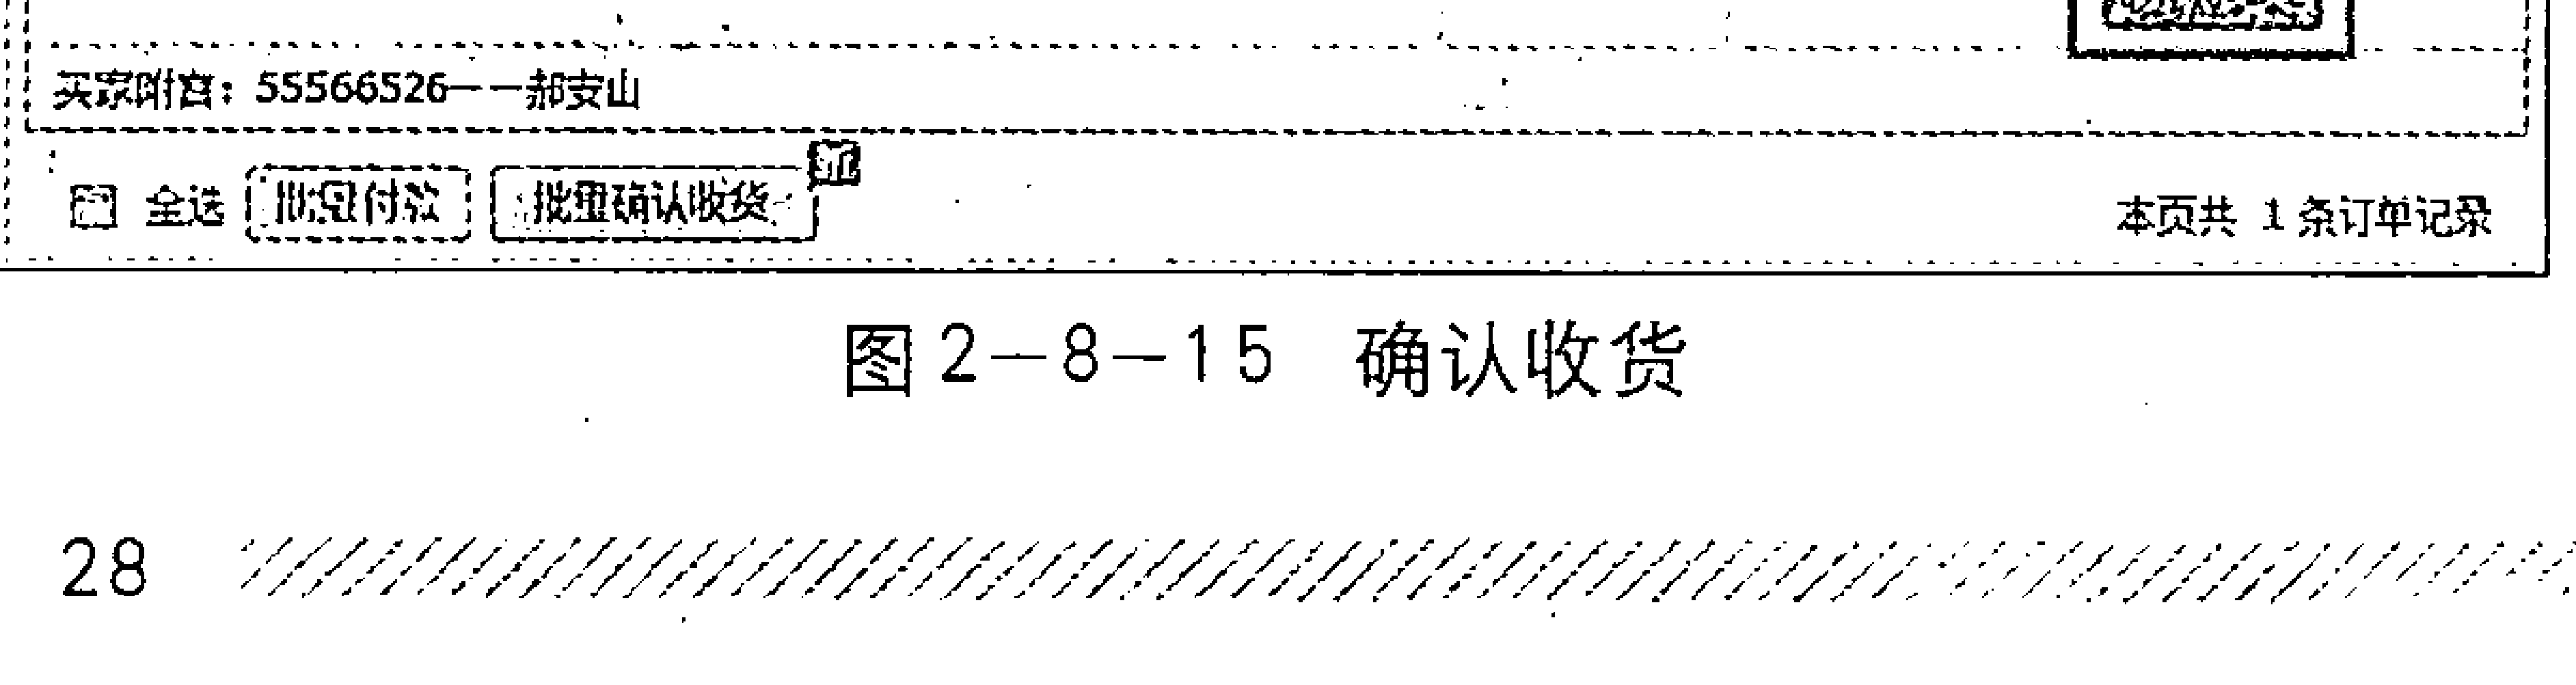 买家附言：55566526——郝安山
全选 批量付款 批量确认收货 新
本页共 1 条订单记录
图2-8-15 确认收货
28